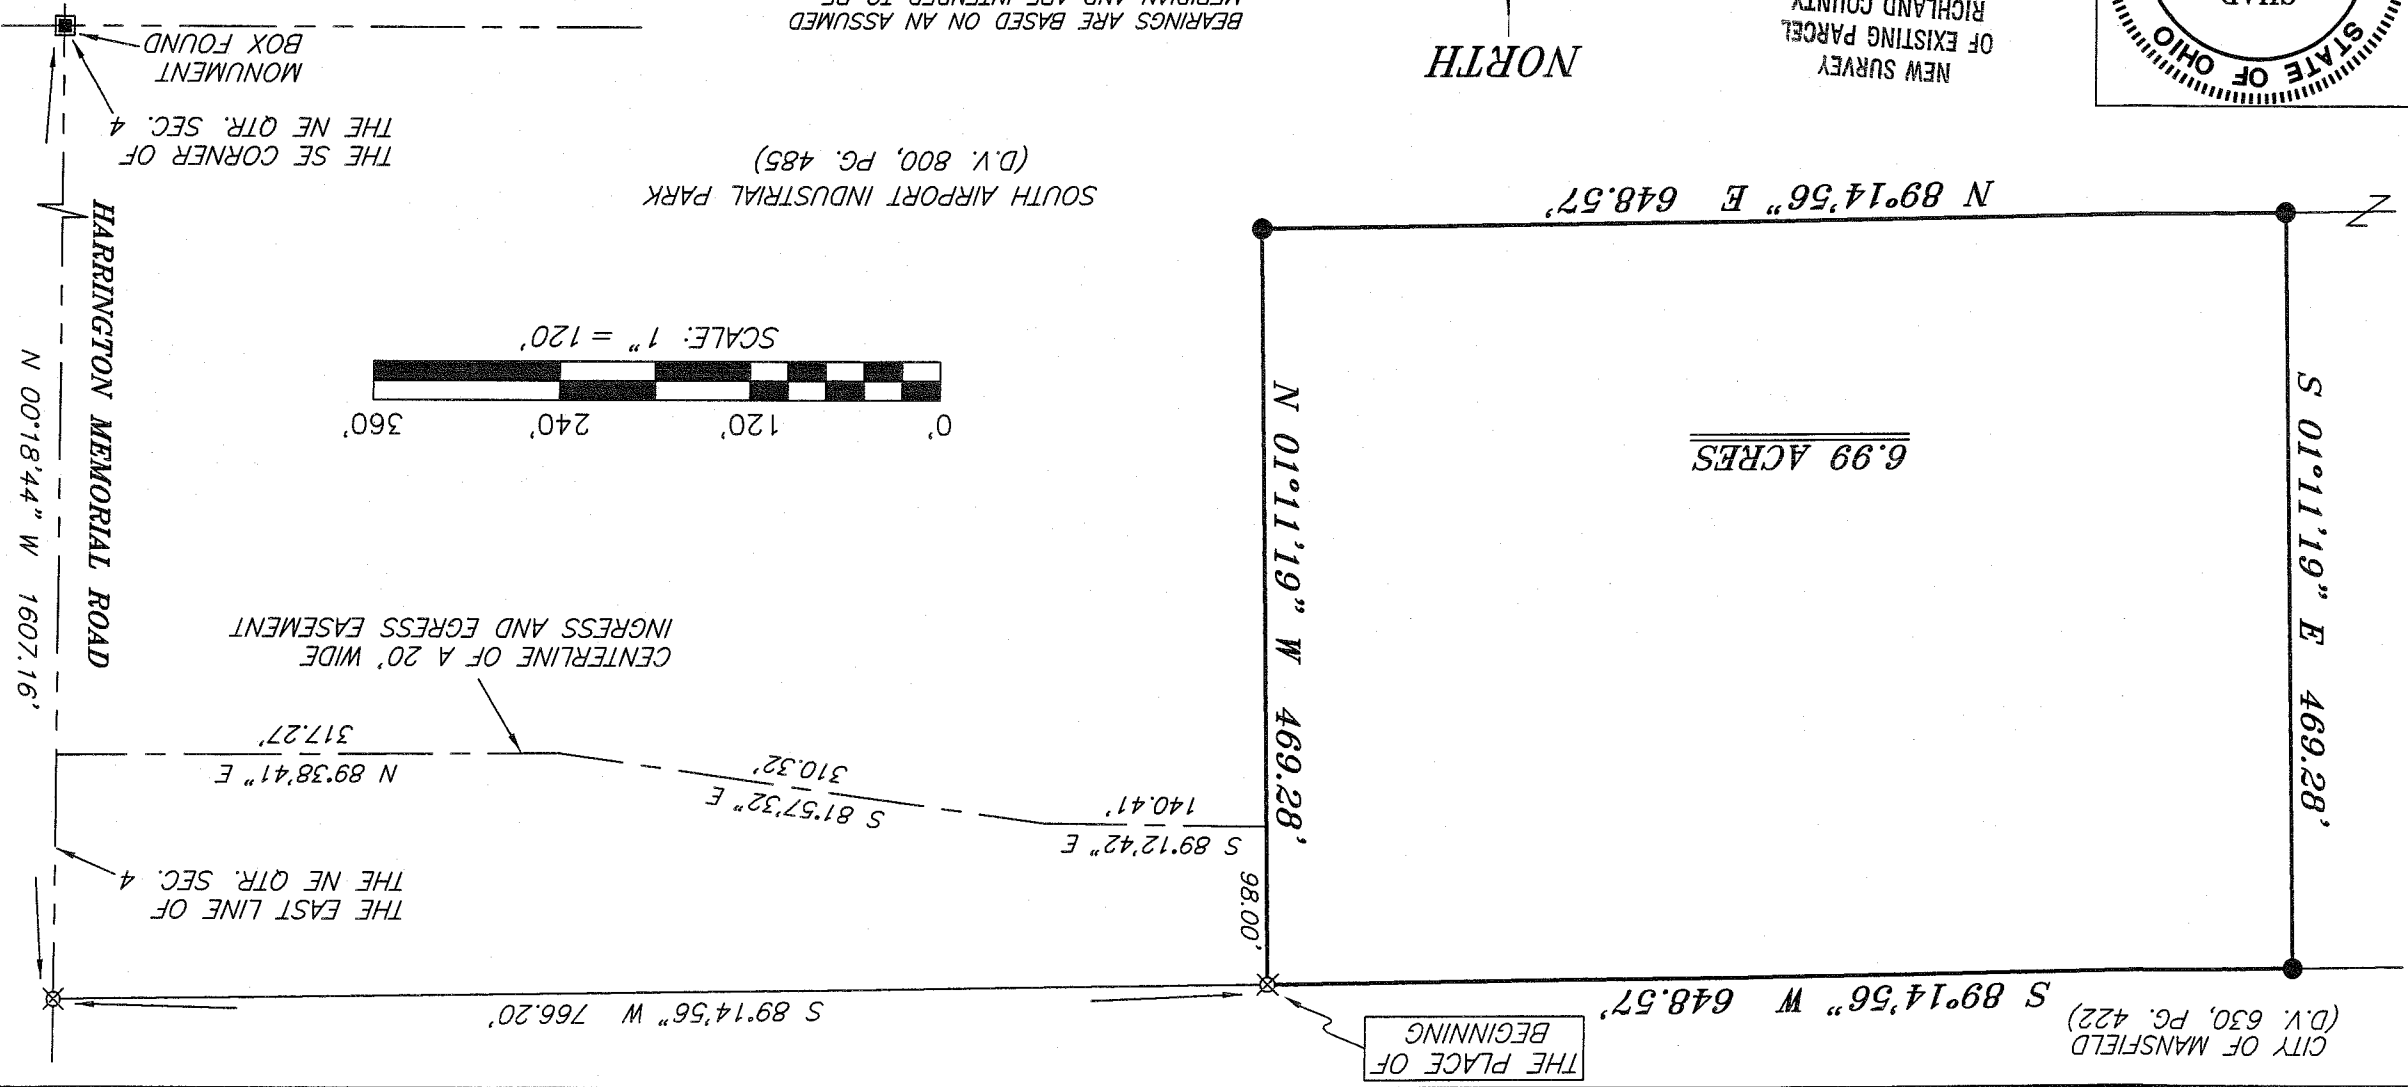 CITY OF MANSFIELD
(D.V. 630, PG. 422)
S 89°14'56" W 648.57'
THE PLACE OF
BEGINNING
S 89°14'56" W 766.20'
98.00'
THE EAST LINE OF
THE NE QTR. SEC. 4
S 89°12'42" E
140.41'
S 81°57'32" E
310.32'
N 89°38'41" E
317.27'
CENTERLINE OF A 20' WIDE
INGRESS AND EGRESS EASEMENT
S 01°11'19" E 469.28'
6.99 ACRES
N 01°11'19" W 469.28'
HARRINGTON MEMORIAL ROAD
N 00°18'44" W 1607.16'
0' 120' 240' 360'
SCALE: 1" = 120'
N 89°14'56" E 648.57'
SOUTH AIRPORT INDUSTRIAL PARK
(D.V. 800, PG. 485)
THE SE CORNER OF
THE NE QTR. SEC. 4
MONUMENT
BOX FOUND
STATE OF OHIO
NEW SURVEY
OF EXISTING PARCEL
RICHLAND COUNTY
NORTH
BEARINGS ARE BASED ON AN ASSUMED
MERIDIAN AND ARE INTENDED TO BE